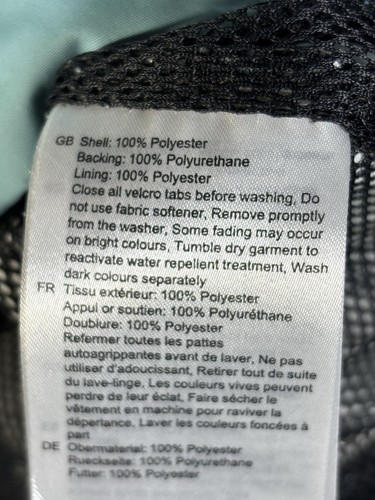 GB Shell: 100% Polyester
Backing: 100% Polyurethane
Lining: 100% Polyester
Close all velcro tabs before washing, Do
not use fabric softener, Remove promptly
from the washer, Some fading may occur
on bright colours, Tumble dry garment to
reactivate water repellent treatment, Wash
dark colours separately
FR Tissu extérieur: 100% Polyester
Appui or soutien: 100% Polyuréthane
Doublure: 100% Polyester
Refermer toutes les pattes
autoagrippantes avant de laver, Ne pas
utiliser d'adoucissant, Retirer tout de suite
du lave-linge, Les couleurs vives peuvent
perdre de leur éclat, Faire sécher le
vêtement en machine pour raviver la
déperlance, Laver les couleurs foncées à
part
DE Obermaterial: 100% Polyester
Rueckseite: 100% Polyurethane
Futter: 100% Polyester